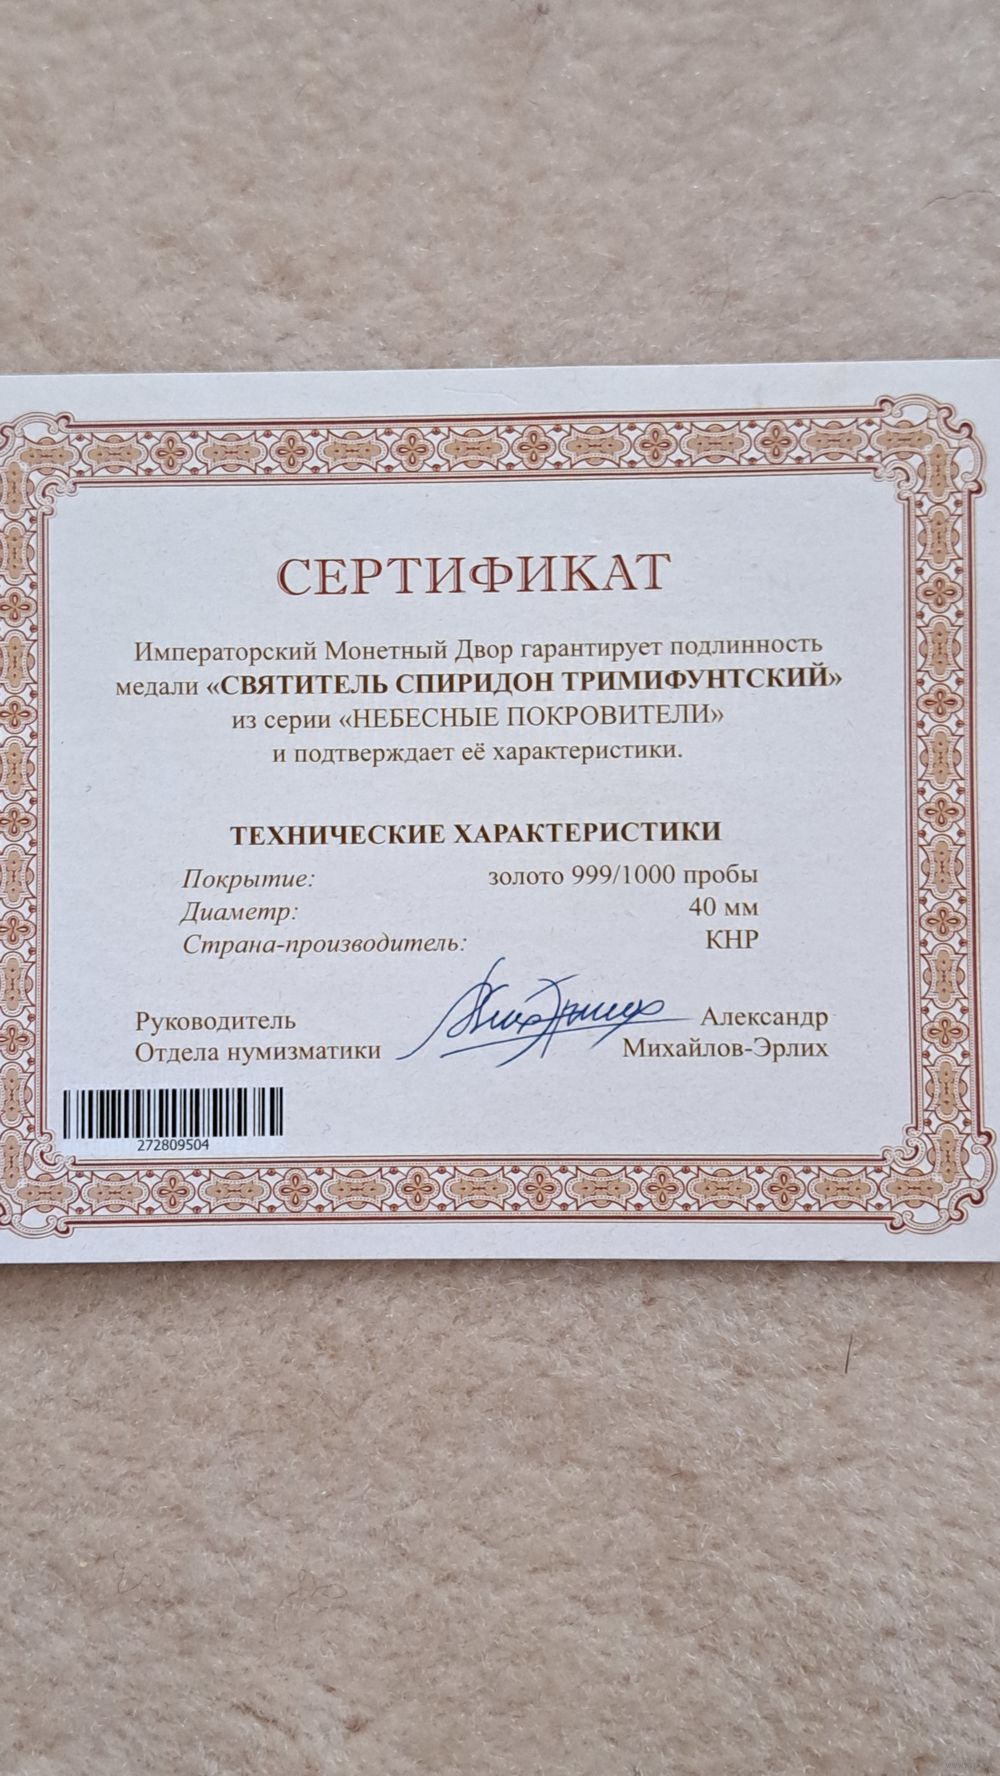 СЕРТИФИКАТ
Императорский Монетный Двор гарантирует подлинность
медали «СВЯТИТЕЛЬ СПИРИДОН ТРИМИФУНТСКИЙ»
из серии «НЕБЕСНЫЕ ПОКРОВИТЕЛИ»
и подтверждает её характеристики.
ТЕХНИЧЕСКИЕ ХАРАКТЕРИСТИКИ
Покрытие: золото 999/1000 пробы
Диаметр: 40 мм
Страна-производитель: КНР
Руководитель Александр
Отдела нумизматики Михайлов-Эрлих
272809504